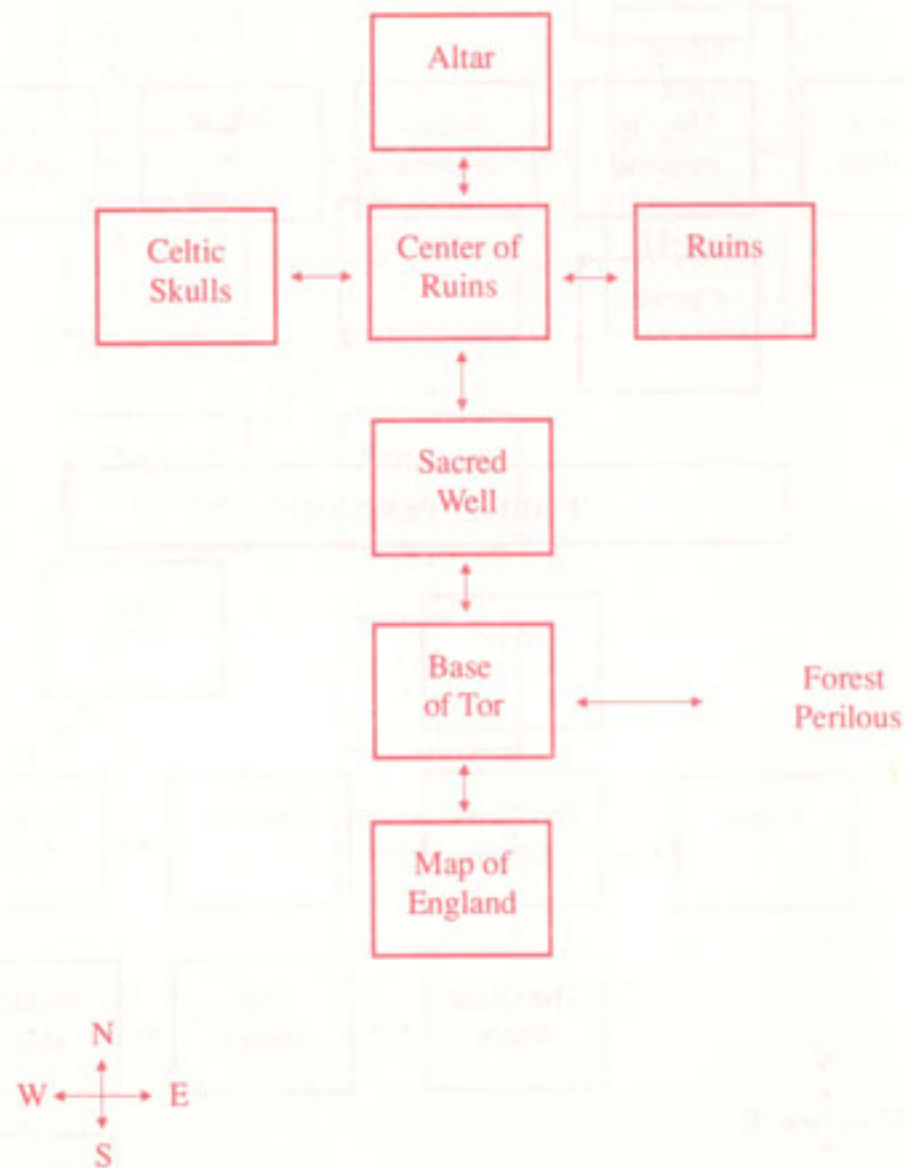 Altar
Celtic
Skulls
Center of
Ruins
Ruins
Sacred
Well
Base
of Tor
Forest
Perilous
Map of
England
N
W E
S